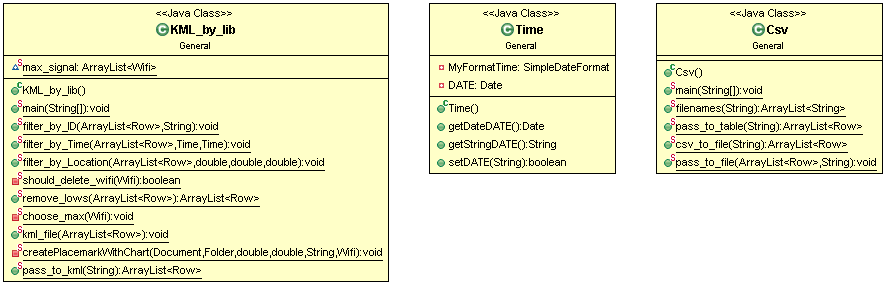 <<Java Class>>
KML_by_lib
General
max_signal: ArrayList<Wifi>
KML_by_lib()
main(String[]):void
filter_by_ID(ArrayList<Row>,String):void
filter_by_Time(ArrayList<Row>,Time,Time):void
filter_by_Location(ArrayList<Row>,double,double,double):void
should_delete_wifi(Wifi):boolean
remove_lows(ArrayList<Row>):ArrayList<Row>
choose_max(Wifi):void
kml_file(ArrayList<Row>):void
createPlacemarkWithChart(Document,Folder,double,double,String,Wifi):void
pass_to_kml(String):ArrayList<Row>
<<Java Class>>
Time
General
MyFormatTime: SimpleDateFormat
DATE: Date
Time()
getDateDATE():Date
getStringDATE():String
setDATE(String):boolean
<<Java Class>>
Csv
General
Csv()
main(String[]):void
filenames(String):ArrayList<String>
pass_to_table(String):ArrayList<Row>
csv_to_file(String):ArrayList<Row>
pass_to_file(ArrayList<Row>,String):void